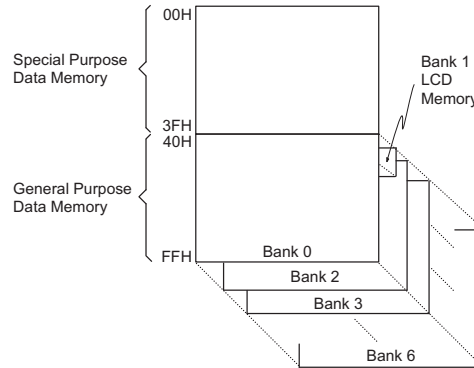 00H
Special Purpose
Data Memory
3FH
40H
General Purpose
Data Memory
FFH
Bank 1
LCD
Memory
Bank 0
Bank 2
Bank 3
Bank 6